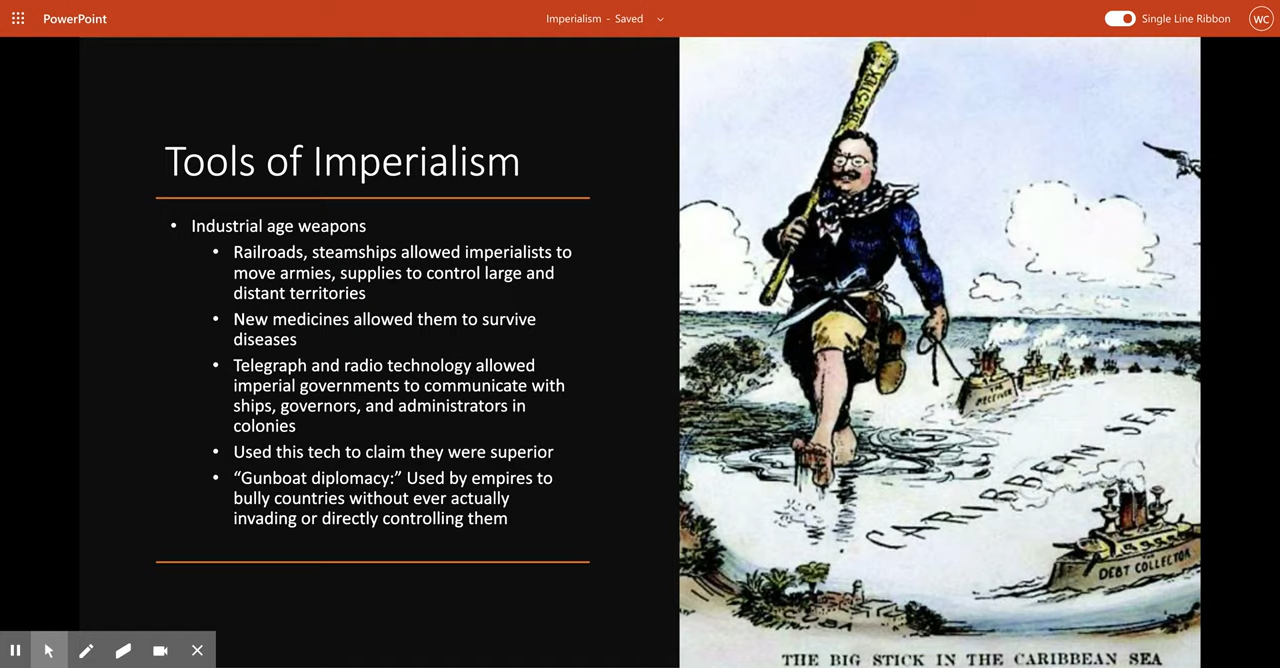 PowerPoint
Imperialism - Saved
Single Line Ribbon
WC
Tools of Imperialism
• Industrial age weapons
• Railroads, steamships allowed imperialists to
move armies, supplies to control large and
distant territories
• New medicines allowed them to survive
diseases
• Telegraph and radio technology allowed
imperial governments to communicate with
ships, governors, and administrators in
colonies
• Used this tech to claim they were superior
• “Gunboat diplomacy:” Used by empires to
bully countries without ever actually
invading or directly controlling them
BIG STICK
RECEIVER
CARIBBEAN SEA
DEBT COLLECTOR
CUBA
THE BIG STICK IN THE CARIBBEAN SEA